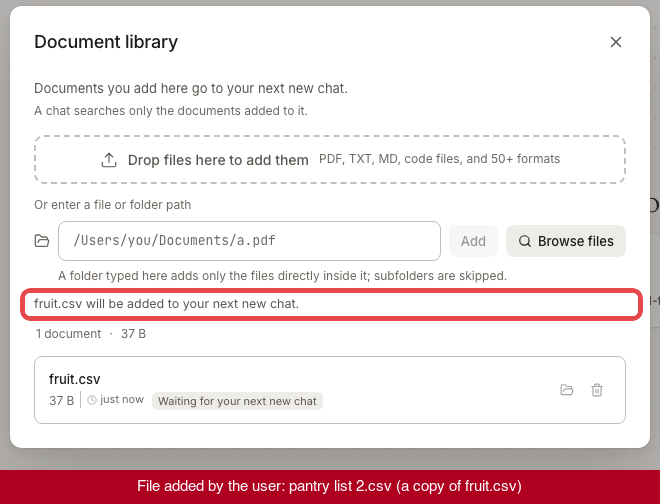 Document library
Documents you add here go to your next new chat.
A chat searches only the documents added to it.
Drop files here to add them PDF, TXT, MD, code files, and 50+ formats
Or enter a file or folder path
/Users/you/Documents/a.pdf Add Browse files
A folder typed here adds only the files directly inside it; subfolders are skipped.
fruit.csv will be added to your next new chat.
1 document · 37 B
fruit.csv
37 B just now Waiting for your next new chat
File added by the user: pantry list 2.csv (a copy of fruit.csv)